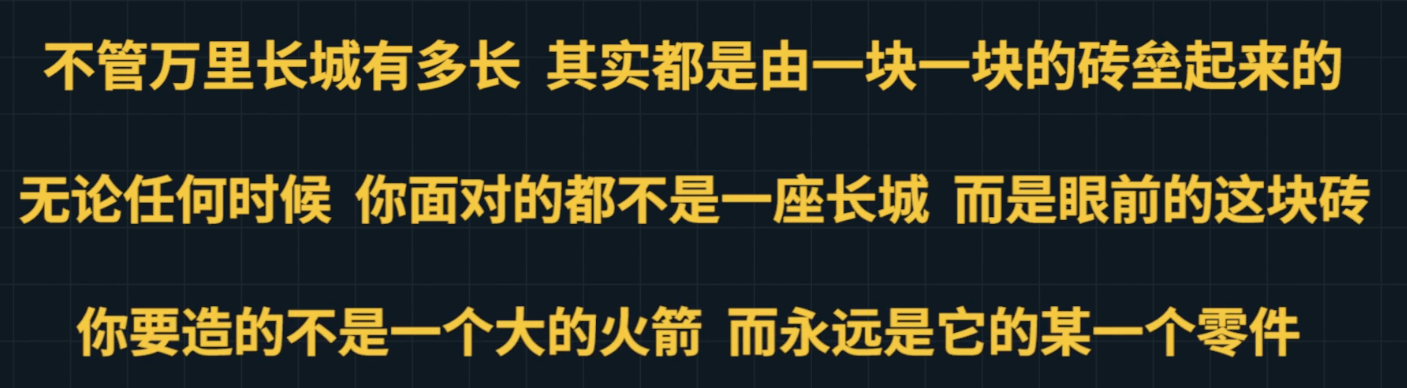 不管万里长城有多长 其实都是由一块一块的砖垒起来的
无论任何时候 你面对的都不是一座长城 而是眼前的这块砖
你要造的不是一个大的火箭 而永远是它的某一个零件